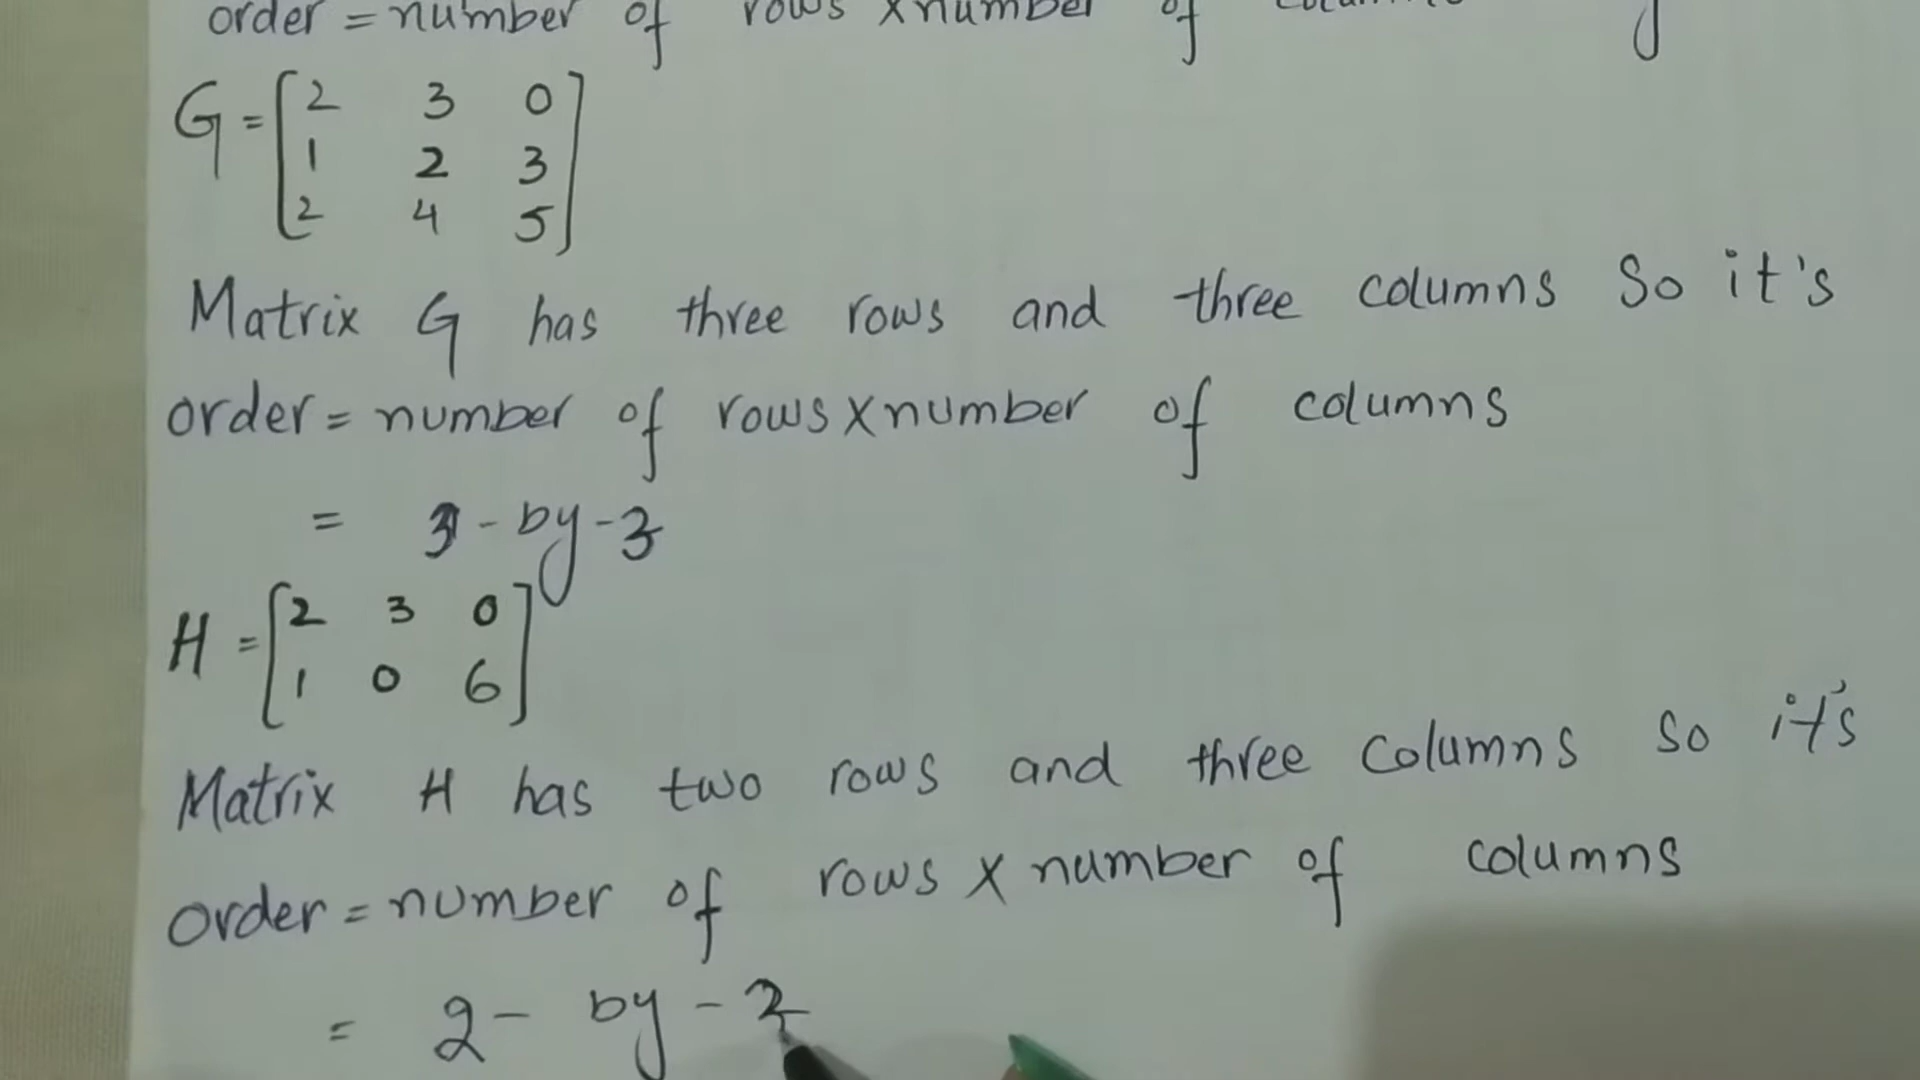 order = number of rows x number of columns
G = [2 3 0
1 2 3
2 4 5]
Matrix G has three rows and three columns So it's
order = number of rows x number of columns
= 3 - by - 3
H = [2 3 0
1 0 6]
Matrix H has two rows and three columns so it's
order = number of rows x number of columns
= 2 - by -